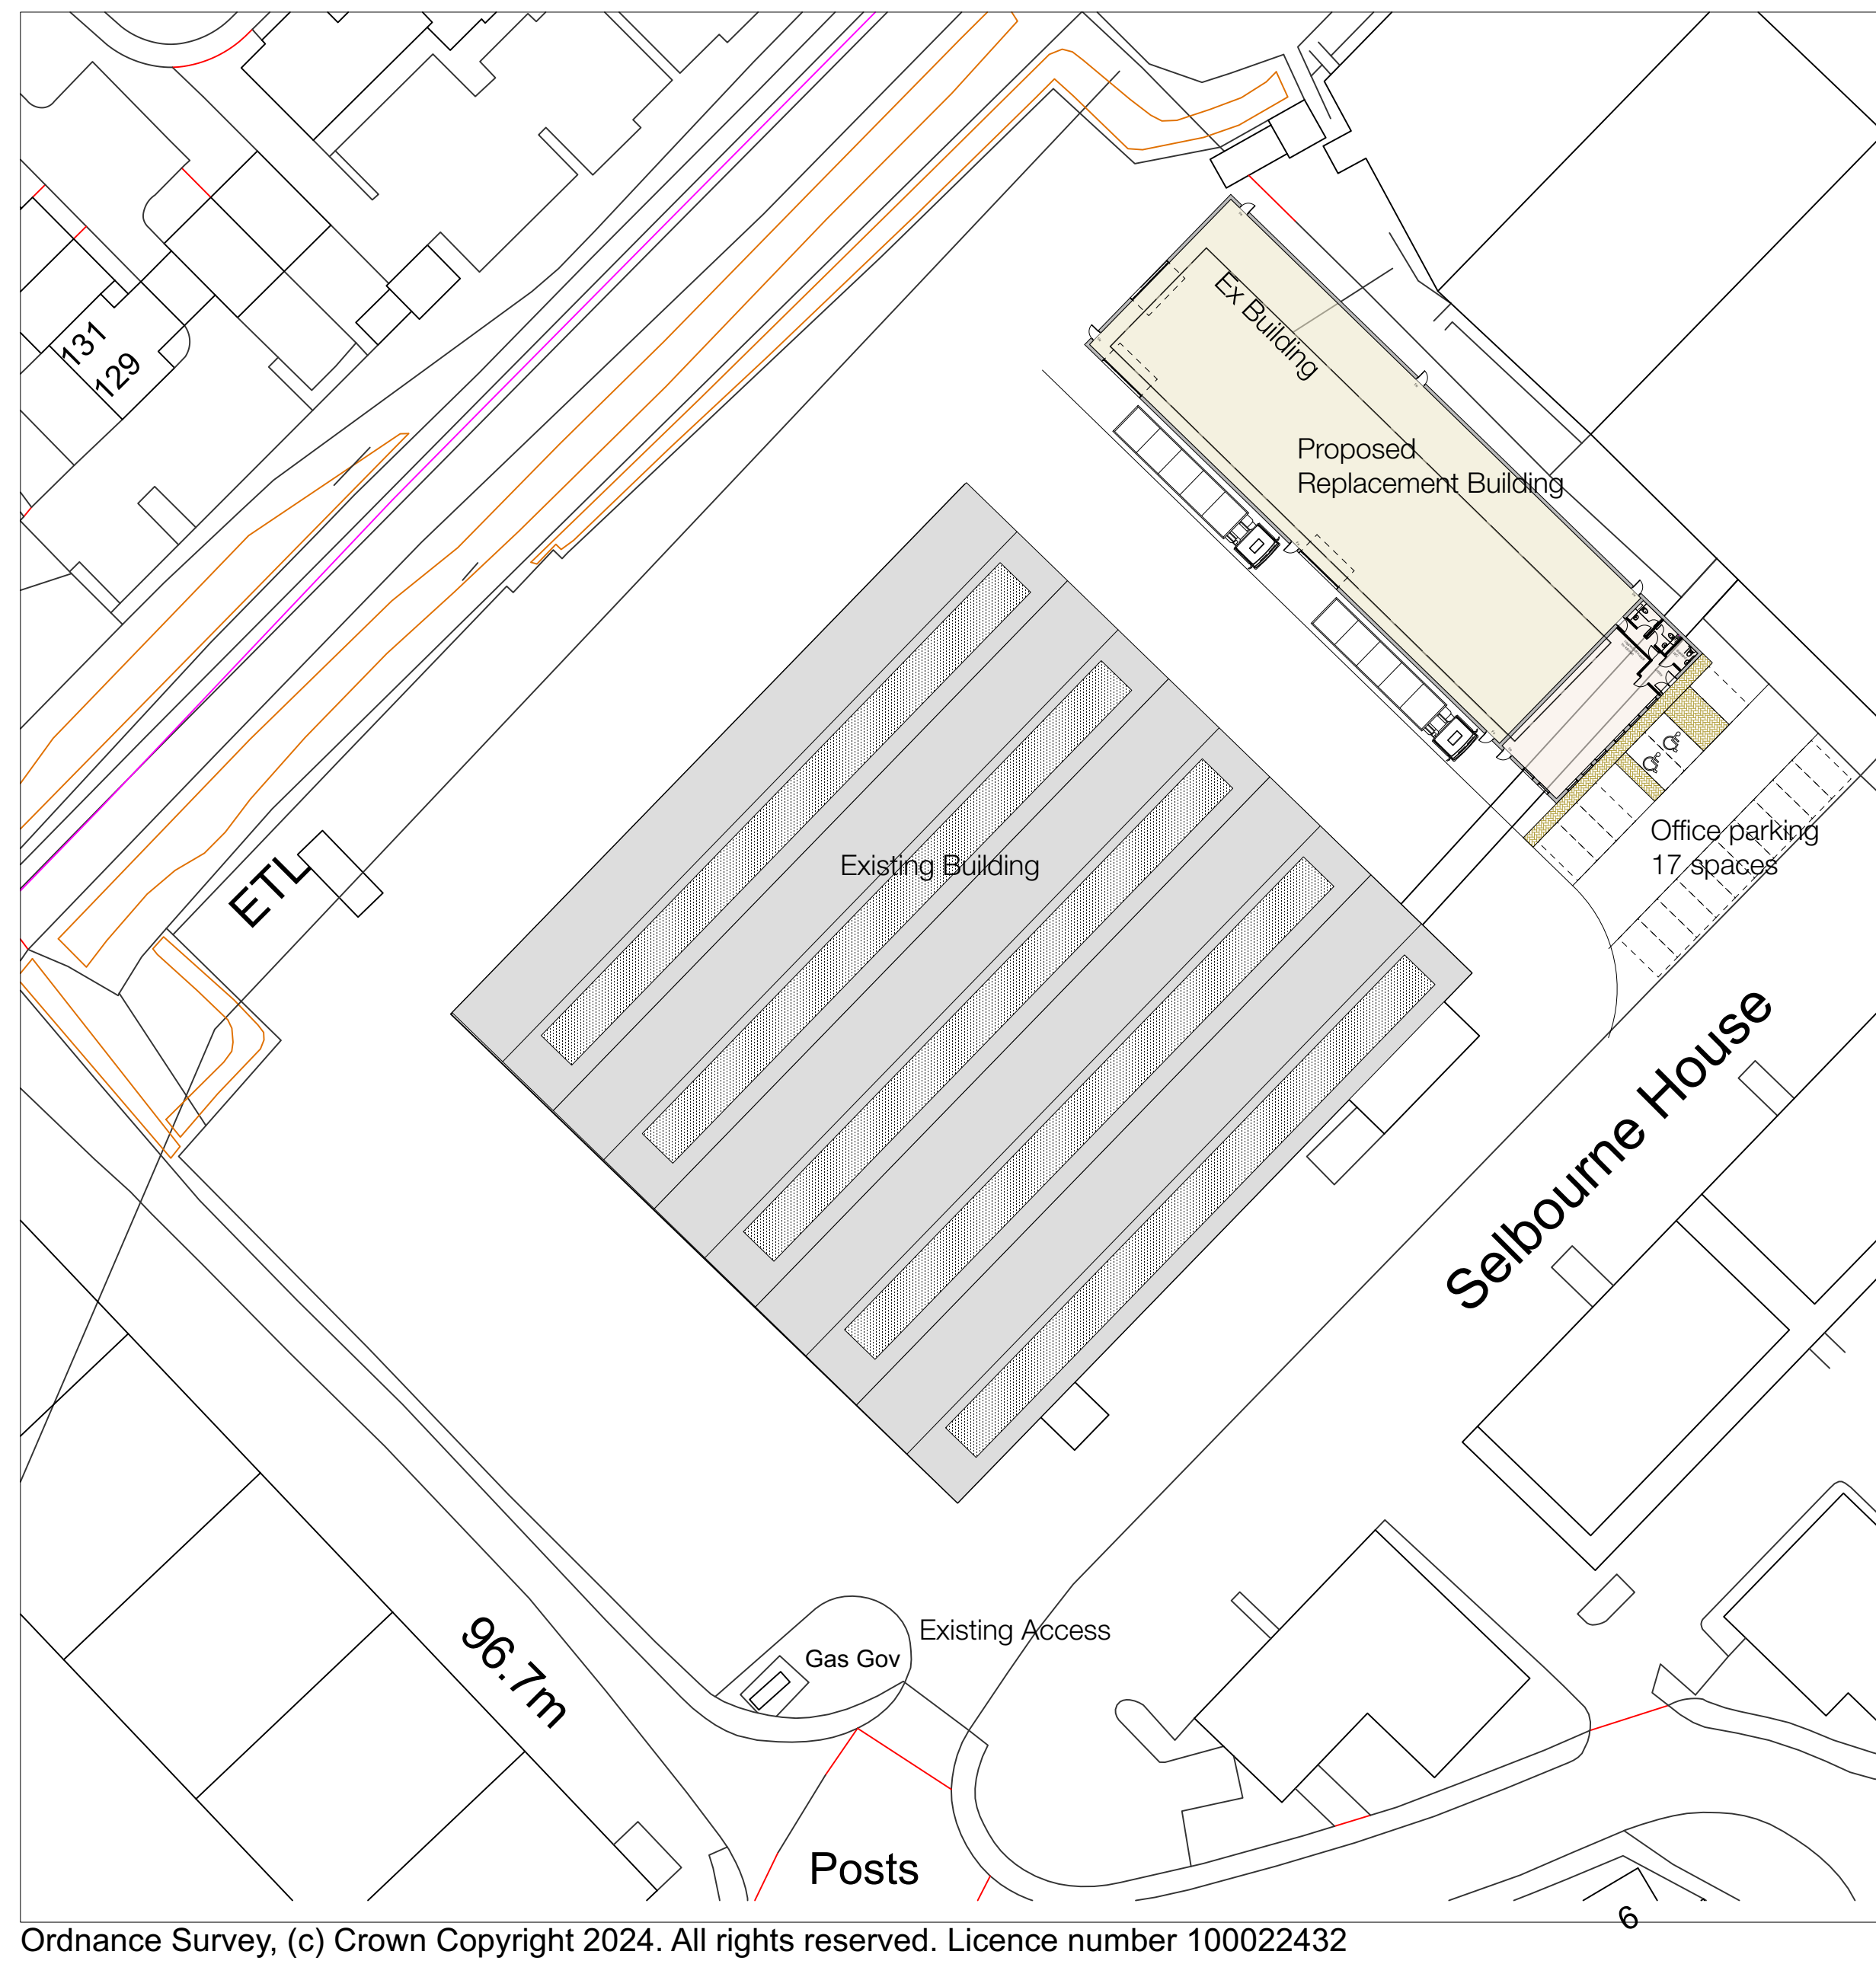 131
129
Ex Building
Proposed
Replacement Building
Existing Building
ETL
Office parking
17 spaces
Selbourne House
96.7m
Existing Access
Gas Gov
Posts
6
Ordnance Survey, (c) Crown Copyright 2024. All rights reserved. Licence number 100022432